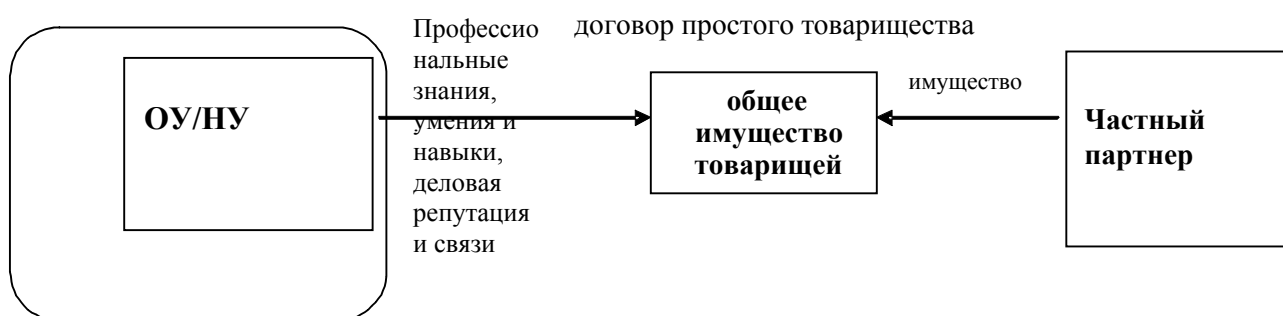 договор простого товарищества
ОУ/НУ
Профессио
нальные
знания,
умения и
навыки,
деловая
репутация
и связи
общее
имущество
товарищей
имущество
Частный
партнер